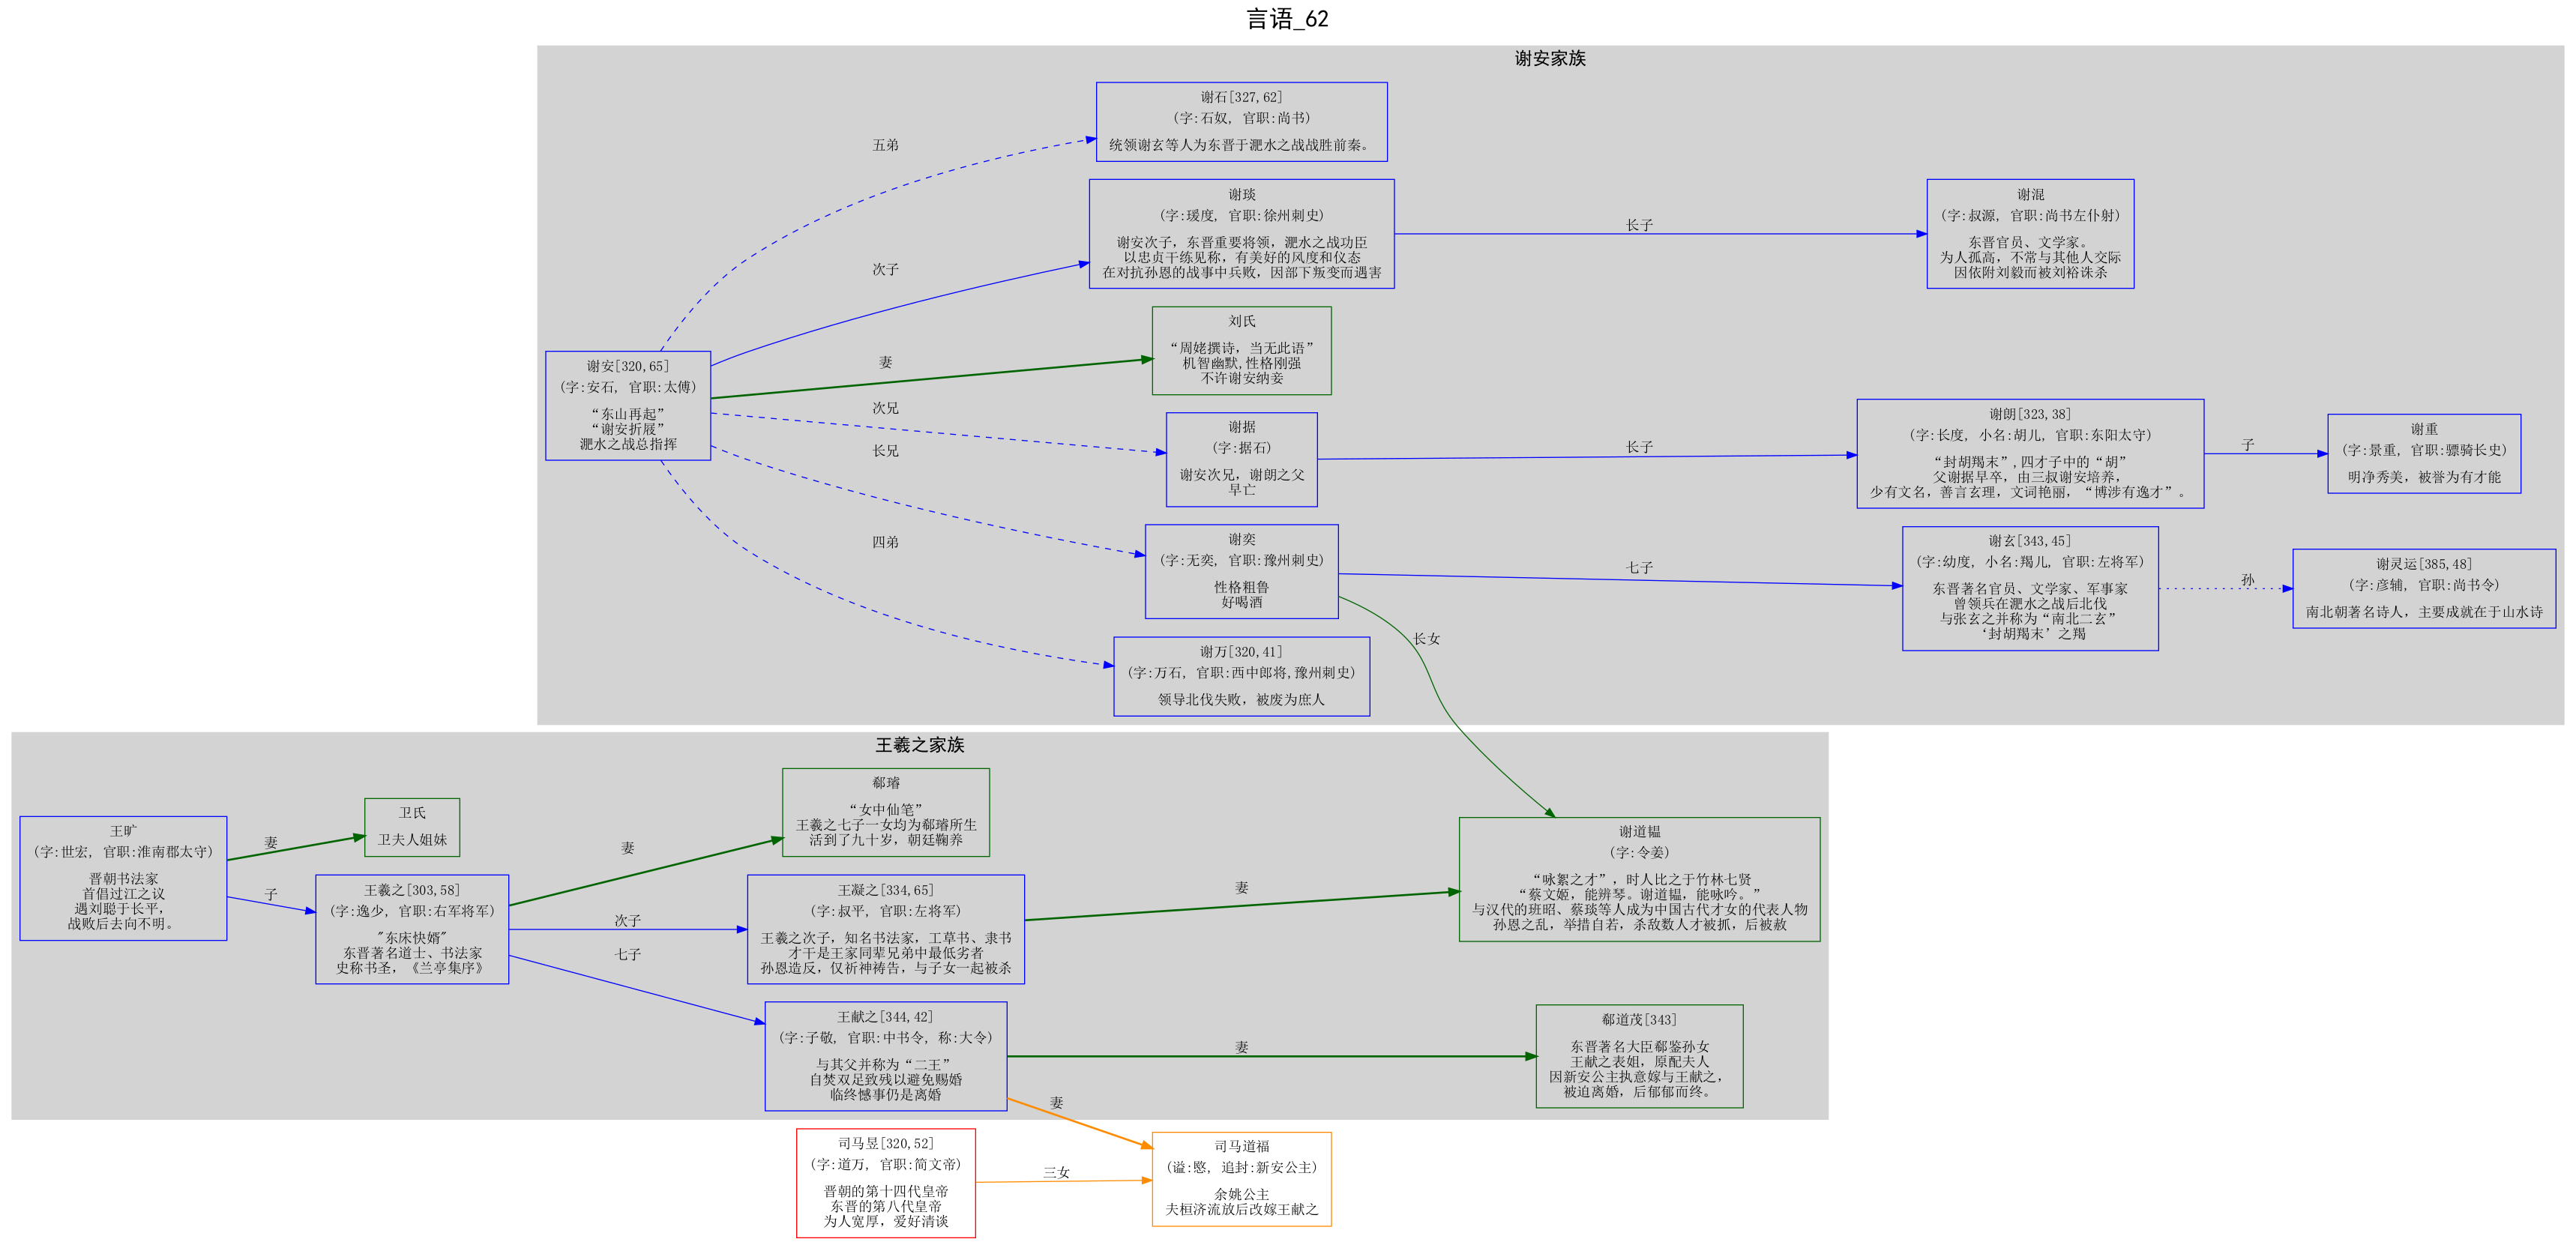 言语_62
谢安家族
谢石[327,62]
(字:石奴, 官职:尚书)
统领谢玄等人为东晋于淝水之战战胜前秦。
五弟
谢琰
(字:瑗度, 官职:徐州刺史)
谢安次子，东晋重要将领，淝水之战功臣
以忠贞干练见称，有美好的风度和仪态
在对抗孙恩的战事中兵败，因部下叛变而遇害
次子
长子
谢混
(字:叔源, 官职:尚书左仆射)
东晋官员、文学家。
为人孤高，不常与其他人交际
因依附刘毅而被刘裕诛杀
刘氏
“周姥撰诗，当无此语”
机智幽默,性格刚强
不许谢安纳妾
妻
谢安[320,65]
(字:安石, 官职:太傅)
“东山再起”
“谢安折屐”
淝水之战总指挥
次兄
谢据
(字:据石)
谢安次兄，谢朗之父
早亡
长子
谢朗[323,38]
(字:长度, 小名:胡儿, 官职:东阳太守)
“封胡羯末”,四才子中的“胡”
父谢据早卒，由三叔谢安培养，
少有文名，善言玄理，文词艳丽，“博涉有逸才”。
子
谢重
(字:景重, 官职:骠骑长史)
明净秀美，被誉为有才能
长兄
谢奕
(字:无奕, 官职:豫州刺史)
性格粗鲁
好喝酒
七子
谢玄[343,45]
(字:幼度, 小名:羯儿, 官职:左将军)
东晋著名官员、文学家、军事家
曾领兵在淝水之战后北伐
与张玄之并称为“南北二玄”
‘封胡羯末’之羯
孙
谢灵运[385,48]
(字:彦辅, 官职:尚书令)
南北朝著名诗人，主要成就在于山水诗
四弟
长女
谢万[320,41]
(字:万石, 官职:西中郎将,豫州刺史)
领导北伐失败，被废为庶人
王羲之家族
王旷
(字:世宏, 官职:淮南郡太守)
晋朝书法家
首倡过江之议
遇刘聪于长平，
战败后去向不明。
妻
卫氏
卫夫人姐妹
子
王羲之[303,58]
(字:逸少, 官职:右军将军)
"东床快婿"
东晋著名道士、书法家
史称书圣，《兰亭集序》
妻
郗璿
“女中仙笔”
王羲之七子一女均为郗璿所生
活到了九十岁，朝廷鞠养
次子
王凝之[334,65]
(字:叔平, 官职:左将军)
王羲之次子，知名书法家，工草书、隶书
才干是王家同辈兄弟中最低劣者
孙恩造反，仅祈神祷告，与子女一起被杀
妻
谢道韫
(字:令姜)
“咏絮之才”，时人比之于竹林七贤
“蔡文姬，能辨琴。谢道韫，能咏吟。”
与汉代的班昭、蔡琰等人成为中国古代才女的代表人物
孙恩之乱，举措自若，杀敌数人才被抓，后被赦
七子
王献之[344,42]
(字:子敬, 官职:中书令, 称:大令)
与其父并称为“二王”
自焚双足致残以避免赐婚
临终憾事仍是离婚
妻
郗道茂[343]
东晋著名大臣郗鉴孙女
王献之表姐，原配夫人
因新安公主执意嫁与王献之，
被迫离婚，后郁郁而终。
妻
司马昱[320,52]
(字:道万, 官职:简文帝)
晋朝的第十四代皇帝
东晋的第八代皇帝
为人宽厚，爱好清谈
三女
司马道福
(谥:愍, 追封:新安公主)
余姚公主
夫桓济流放后改嫁王献之